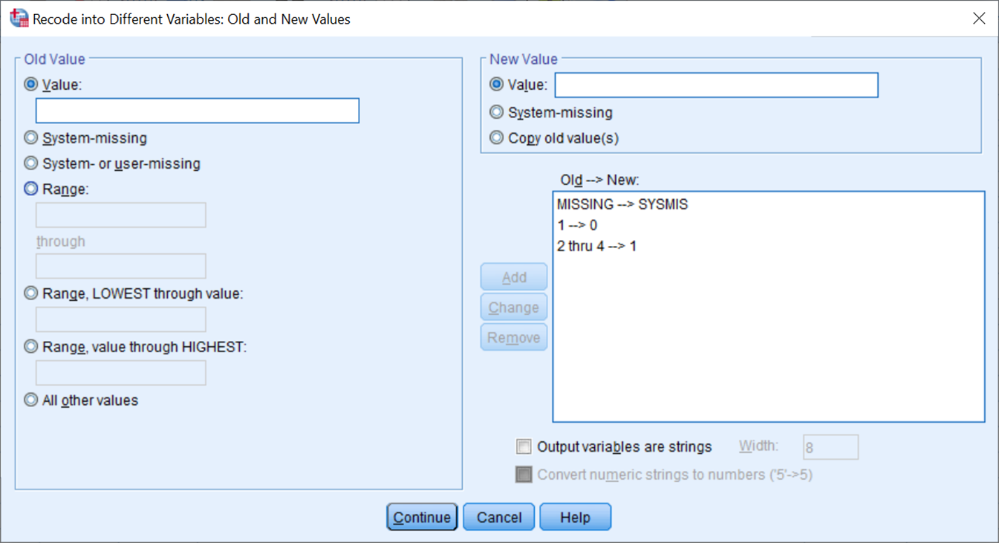 Recode into Different Variables: Old and New Values
Old Value
Value:
System-missing
System- or user-missing
Range:
through
Range, LOWEST through value:
Range, value through HIGHEST:
All other values
New Value
Value:
System-missing
Copy old value(s)
Old --> New:
MISSING --> SYSMIS
1 --> 0
2 thru 4 --> 1
Add
Change
Remove
Output variables are strings Width: 8
Convert numeric strings to numbers ('5'->5)
Continue Cancel Help